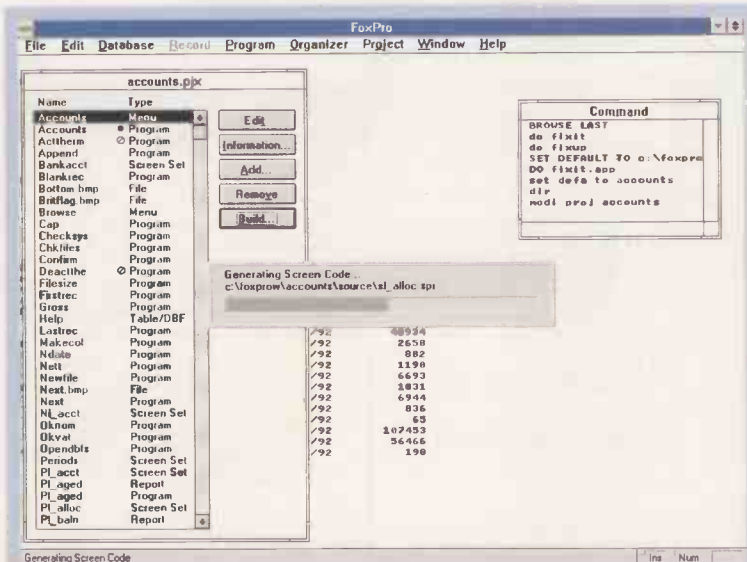 FoxPro
File Edit Database Record Program Organizer Project Window Help
accounts.pjx
Name Type
Accounts Menu
Accounts • Program
Acttherm ⊘ Program
Append Program
Bankacct Screen Set
Blankrec Program
Bottom.bmp File
Britflag.bmp File
Browse Menu
Cap Program
Checksys Program
Chkfiles Program
Confirm Program
Deactthe ⊘ Program
Filesize Program
Firstrec Program
Gross Program
Help Table/DBF
Lastrec Program
Makecol Program
Ndate Program
Nett Program
Newfile Program
Next.bmp File
Next Program
Nl_acct Screen Set
Oknom Program
Okvat Program
Opendbfs Program
Periods Screen Set
Pl_acct Screen Set
Pl_aged Report
Pl_aged Program
Pl_alloc Screen Set
Pl_baln Report
Edit
Information...
Add...
Remove
Build...
Command
BROWSE LAST
do fixit
do fixup
SET DEFAULT TO c:\foxpro
DO fixit.app
set defa to accounts
dir
modi proj accounts
Generating Screen Code...
c:\foxprow\accounts\source\sl_alloc.spr
/92 48934
/92 2658
/92 882
/92 1190
/92 6693
/92 1031
/92 6944
/92 836
/92 65
/92 107453
/92 56466
/92 190
Generating Screen Code
Ins Num